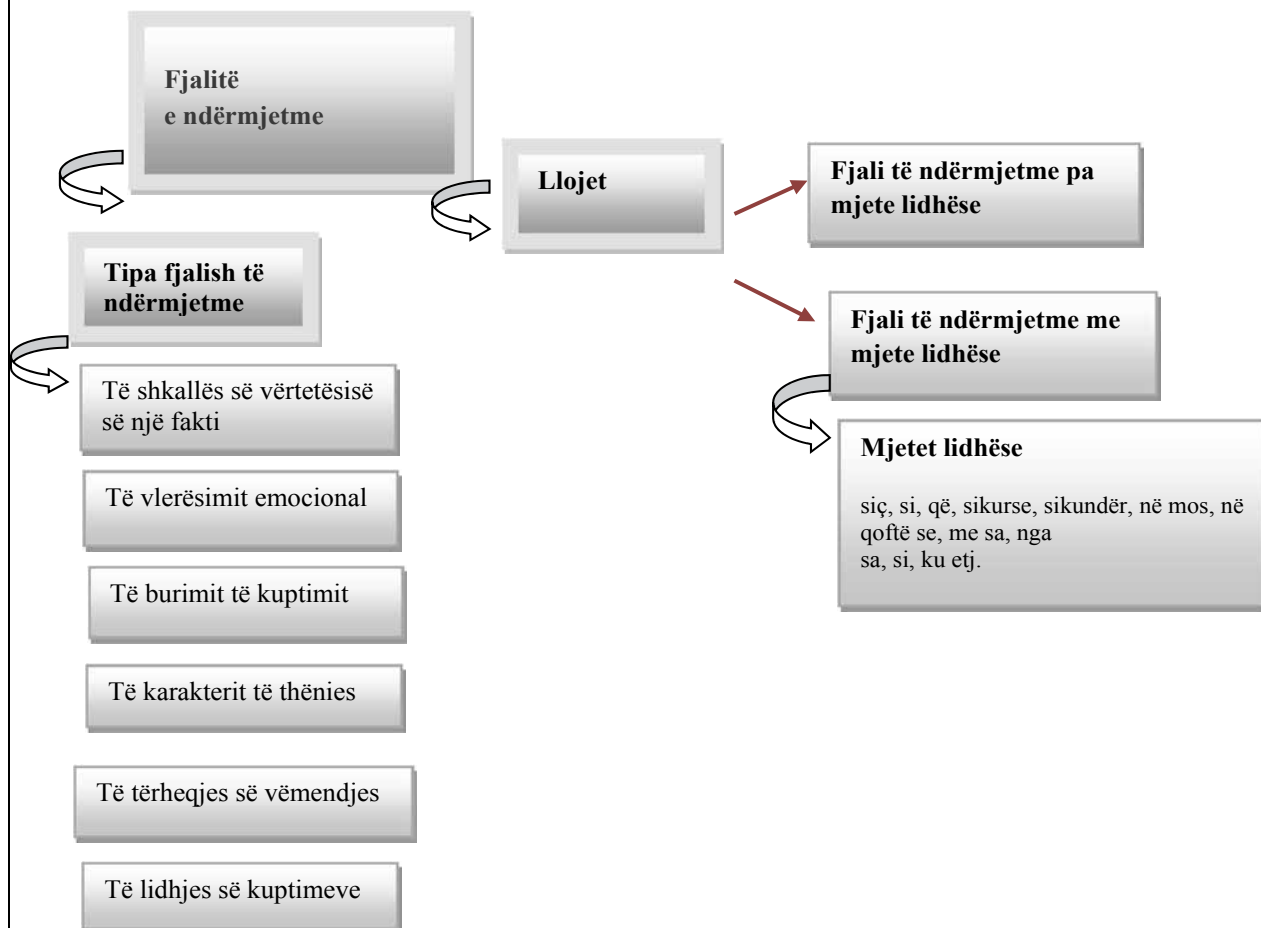 Fjalitë
e ndërmjetme
Llojet
Fjali të ndërmjetme pa
mjete lidhëse
Tipa fjalish të
ndërmjetme
Fjali të ndërmjetme me
mjete lidhëse
Të shkallës së vërtetësisë
së një fakti
Të vlerësimit emocional
Të burimit të kuptimit
Të karakterit të thënies
Të tërheqjes së vëmendjes
Të lidhjes së kuptimeve
Mjetet lidhëse
siç, si, që, sikurse, sikundër, në mos, në
qoftë se, me sa, nga
sa, si, ku etj.